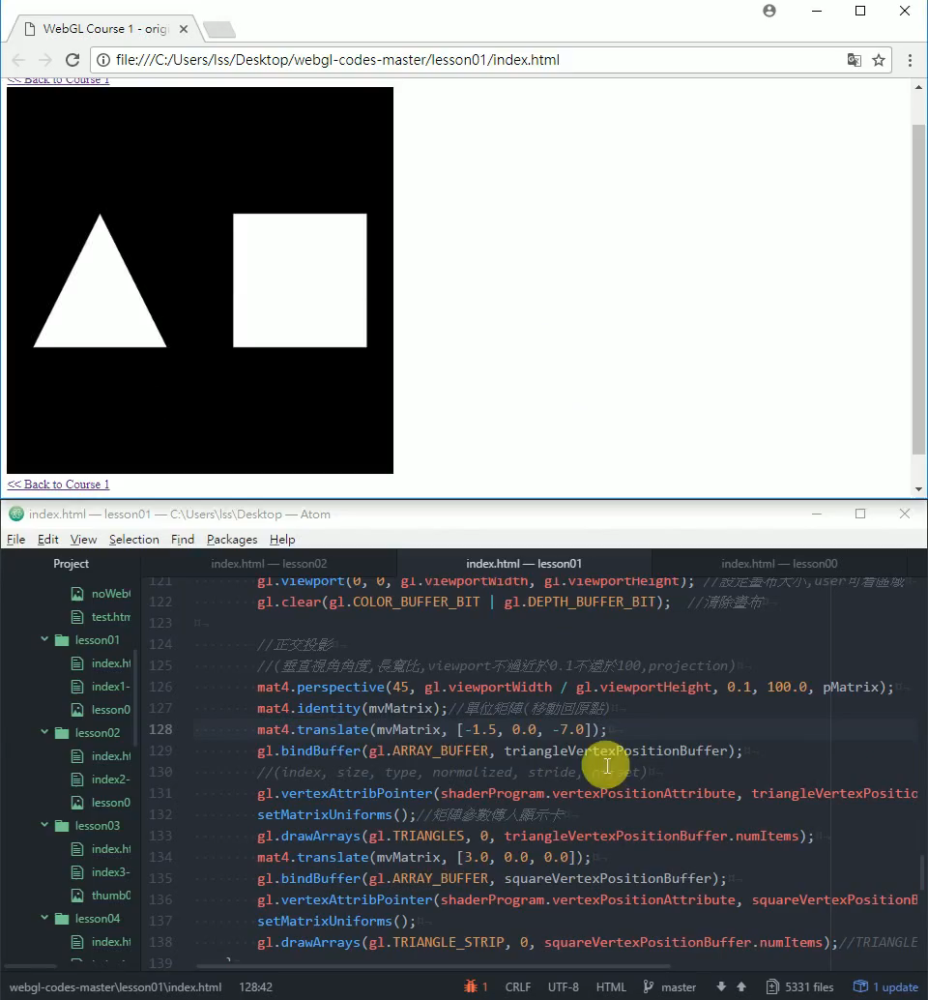 WebGL Course 1 - origi
file:///C:/Users/lss/Desktop/webgl-codes-master/lesson01/index.html
<< Back to Course 1
<< Back to Course 1
index.html — lesson01 — C:\Users\lss\Desktop — Atom
File Edit View Selection Find Packages Help
Project
index.html — lesson02
index.html — lesson01
index.html — lesson00
noWeb
test.htm
lesson01
index.ht
index1-
lesson0
lesson02
index.ht
index2-
lesson0
lesson03
index.ht
index3-
thumb0
lesson04
index.ht
121 gl.viewport(0, 0, gl.viewportWidth, gl.viewportHeight); //設定畫布大小,user可看區域
122 gl.clear(gl.COLOR_BUFFER_BIT | gl.DEPTH_BUFFER_BIT); //清除畫布
123
124 //正交投影
125 //(垂直視角角度,長寬比,viewport不過近於0.1不遠於100,projection)
126 mat4.perspective(45, gl.viewportWidth / gl.viewportHeight, 0.1, 100.0, pMatrix);
127 mat4.identity(mvMatrix);//單位矩陣(移動回原點)
128 mat4.translate(mvMatrix, [-1.5, 0.0, -7.0]);
129 gl.bindBuffer(gl.ARRAY_BUFFER, triangleVertexPositionBuffer);
130 //(index, size, type, normalized, stride, offset)
131 gl.vertexAttribPointer(shaderProgram.vertexPositionAttribute, triangleVertexPositio
132 setMatrixUniforms();//矩陣參數傳入顯示卡
133 gl.drawArrays(gl.TRIANGLES, 0, triangleVertexPositionBuffer.numItems);
134 mat4.translate(mvMatrix, [3.0, 0.0, 0.0]);
135 gl.bindBuffer(gl.ARRAY_BUFFER, squareVertexPositionBuffer);
136 gl.vertexAttribPointer(shaderProgram.vertexPositionAttribute, squareVertexPositionB
137 setMatrixUniforms();
138 gl.drawArrays(gl.TRIANGLE_STRIP, 0, squareVertexPositionBuffer.numItems);//TRIANGLE
139 }
webgl-codes-master\lesson01\index.html 128:42 1 CRLF UTF-8 HTML master 5331 files 1 update